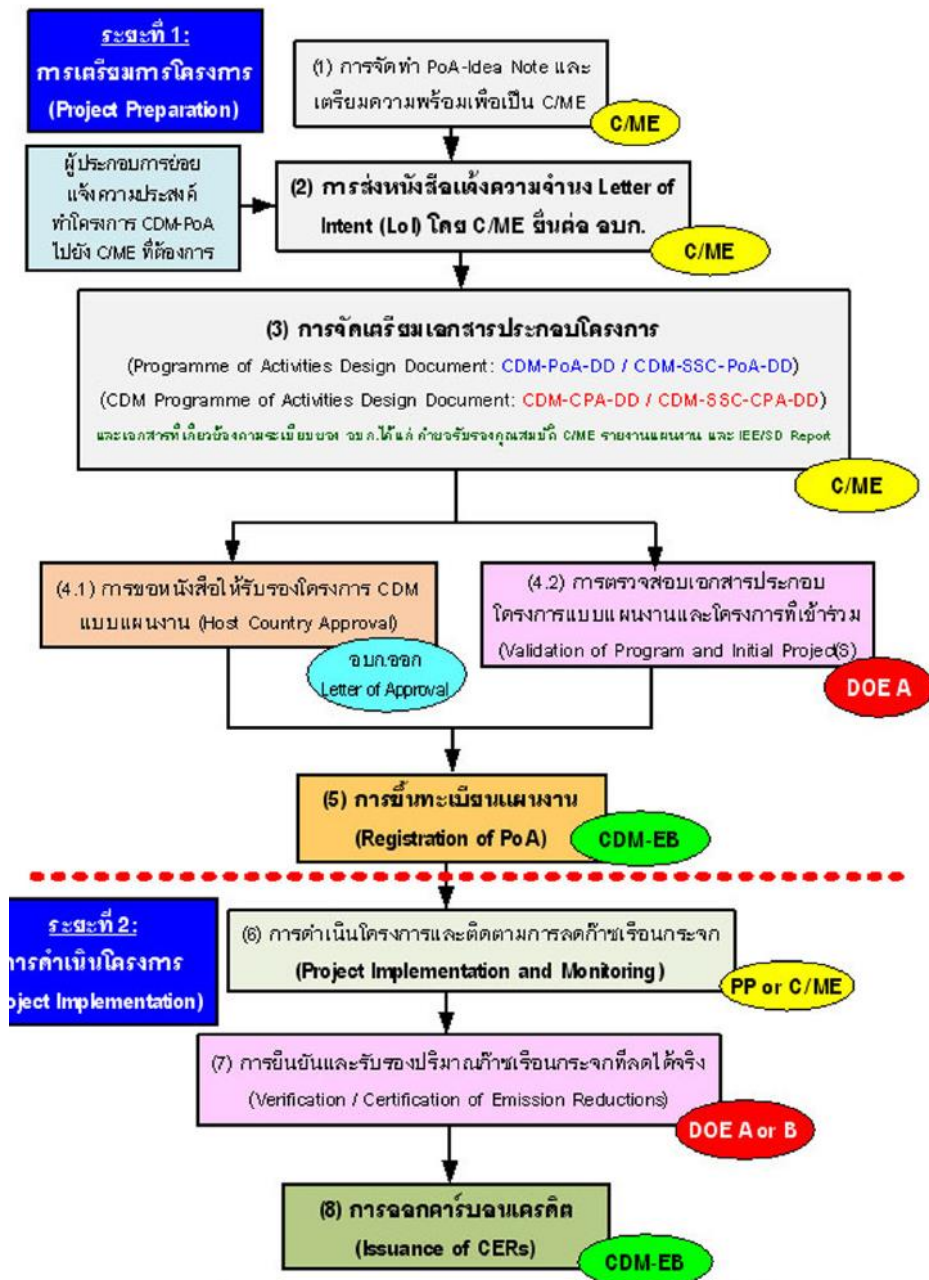 ระยะที่ 1:
การเตรียมการโครงการ
(Project Preparation)
(1) การจัดทำ PoA-Idea Note และ
เตรียมความพร้อมเพื่อเป็น C/ME
C/ME
ผู้ประกอบการย่อย
แจ้งความประสงค์
ทำโครงการ CDM-PoA
ไปยัง C/ME ที่ต้องการ
(2) การส่งหนังสือแจ้งความจำนง Letter of
Intent (LoI) โดย C/ME ยื่นต่อ อบก.
C/ME
(3) การจัดเตรียมเอกสารประกอบโครงการ
(Programme of Activities Design Document: CDM-PoA-DD / CDM-SSC-PoA-DD)
(CDM Programme of Activities Design Document: CDM-CPA-DD / CDM-SSC-CPA-DD)
และเอกสารที่เกี่ยวข้องตามระเบียบของ อบก.ได้แก่ คำขอรับรองคุณสมบัติ C/ME รายงานแผนงาน และ IEE/SD Report
C/ME
(4.1) การขอหนังสือให้รับรองโครงการ CDM
แบบแผนงาน (Host Country Approval)
อบก.ออก
Letter of Approval
(4.2) การตรวจสอบเอกสารประกอบ
โครงการแบบแผนงานและโครงการที่เข้าร่วม
(Validation of Program and Initial Project(S)
DOE A
(5) การขึ้นทะเบียนแผนงาน
(Registration of PoA)
CDM-EB
ระยะที่ 2:
การดำเนินโครงการ
oject Implementation)
(6) การดำเนินโครงการและติดตามการลดก๊าซเรือนกระจก
(Project Implementation and Monitoring)
PP or C/ME
(7) การยืนยันและรับรองปริมาณก๊าซเรือนกระจกที่ลดได้จริง
(Verification / Certification of Emission Reductions)
DOE A or B
(8) การออกคาร์บอนเครดิต
(Issuance of CERs)
CDM-EB